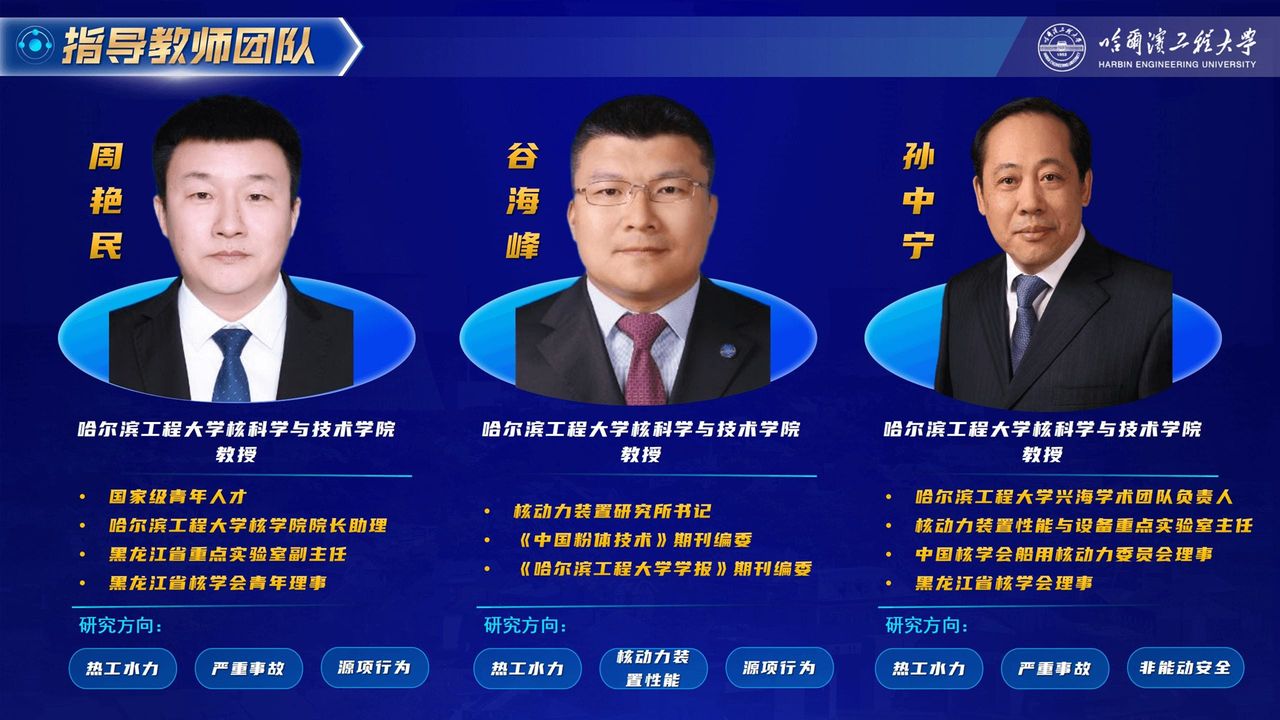 指导教师团队
哈爾濱工程大學
HARBIN ENGINEERING UNIVERSITY
周艳民
哈尔滨工程大学核科学与技术学院
教授
• 国家级青年人才
• 哈尔滨工程大学核学院院长助理
• 黑龙江省重点实验室副主任
• 黑龙江省核学会青年理事
研究方向：
热工水力
严重事故
源项行为
谷海峰
哈尔滨工程大学核科学与技术学院
教授
• 核动力装置研究所书记
• 《中国粉体技术》期刊编委
• 《哈尔滨工程大学学报》期刊编委
研究方向：
热工水力
核动力装
置性能
源项行为
孙中宁
哈尔滨工程大学核科学与技术学院
教授
• 哈尔滨工程大学兴海学术团队负责人
• 核动力装置性能与设备重点实验室主任
• 中国核学会船用核动力委员会理事
• 黑龙江省核学会理事
研究方向：
热工水力
严重事故
非能动安全